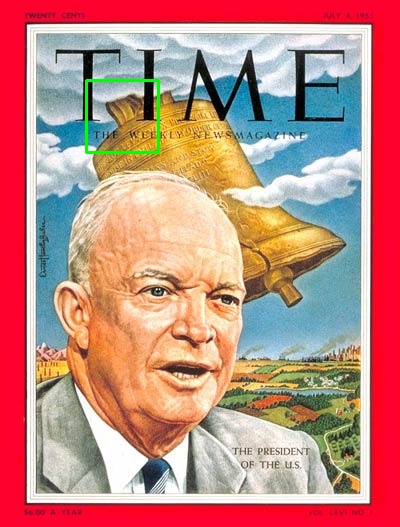 TWENTY CENTS
JULY 4, 1955
TIME
THE WEEKLY NEWSMAGAZINE
THE PRESIDENT
OF THE U.S.
$6.00 A YEAR
VOL. LXVI NO. 1